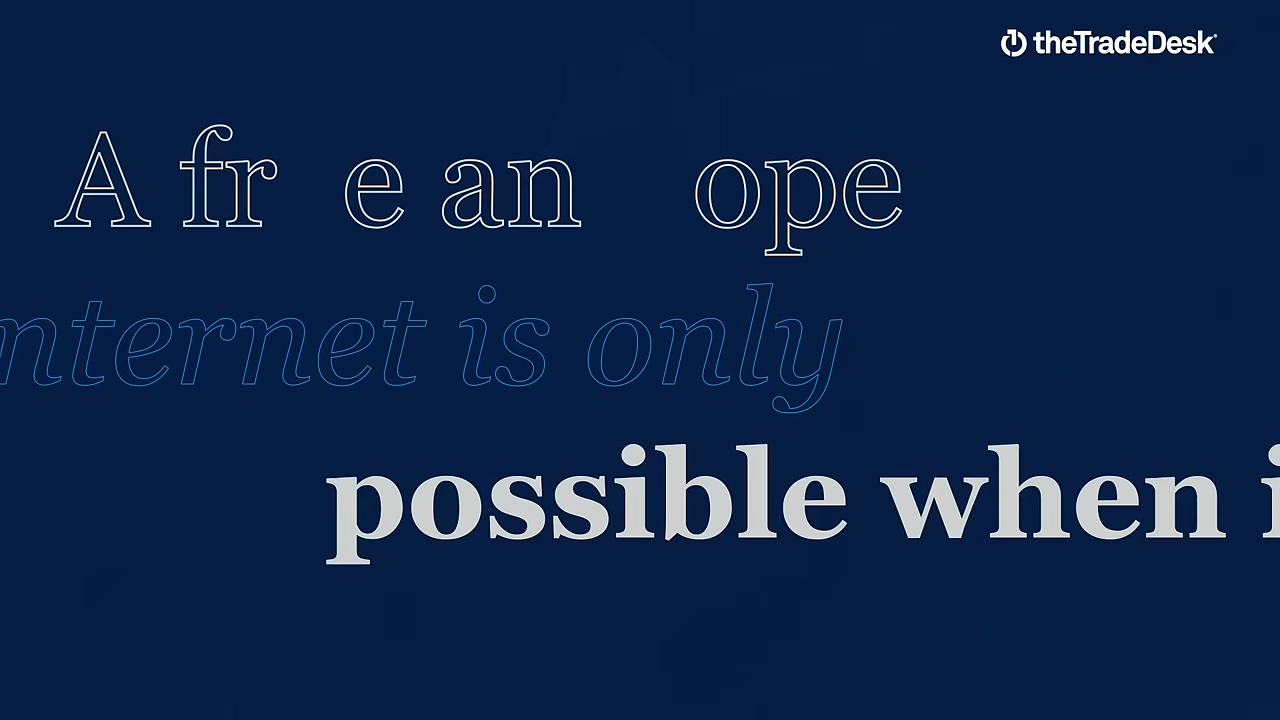 theTradeDesk
A fr e an ope
nternet is only
possible when i